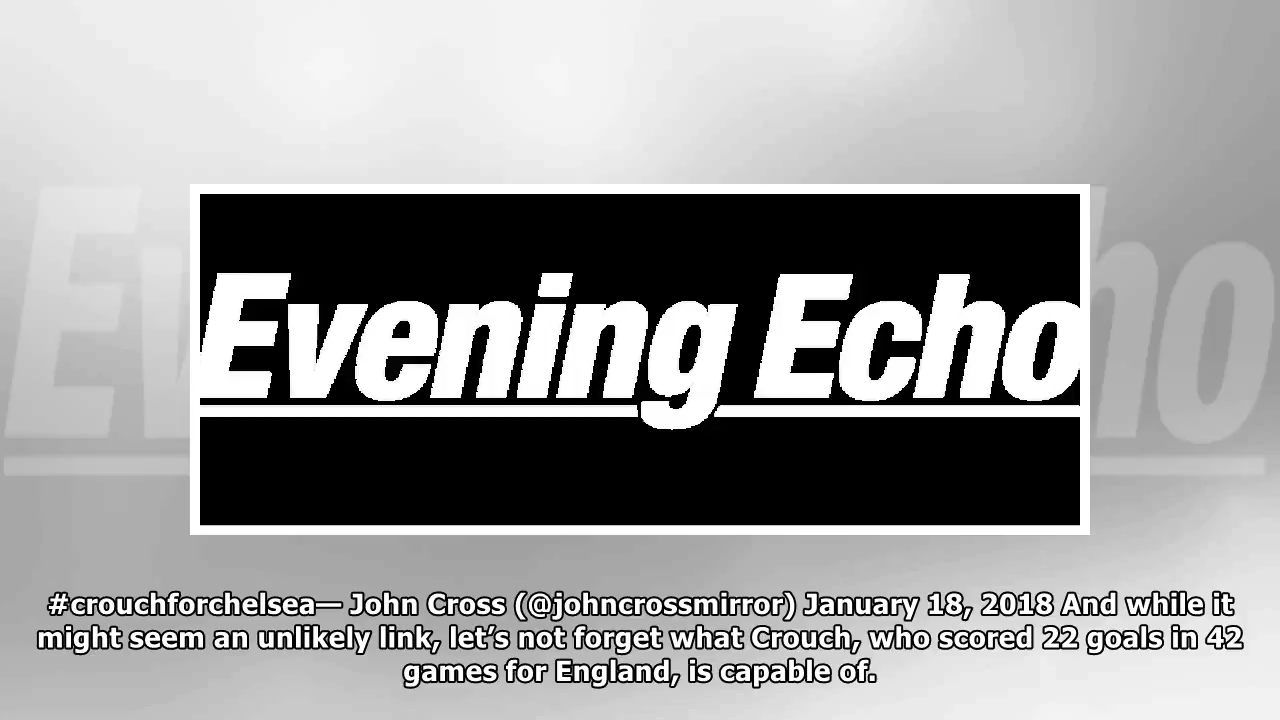 Evening Echo
#crouchforchelsea— John Cross (@johncrossmirror) January 18, 2018 And while it
might seem an unlikely link, let’s not forget what Crouch, who scored 22 goals in 42
games for England, is capable of.